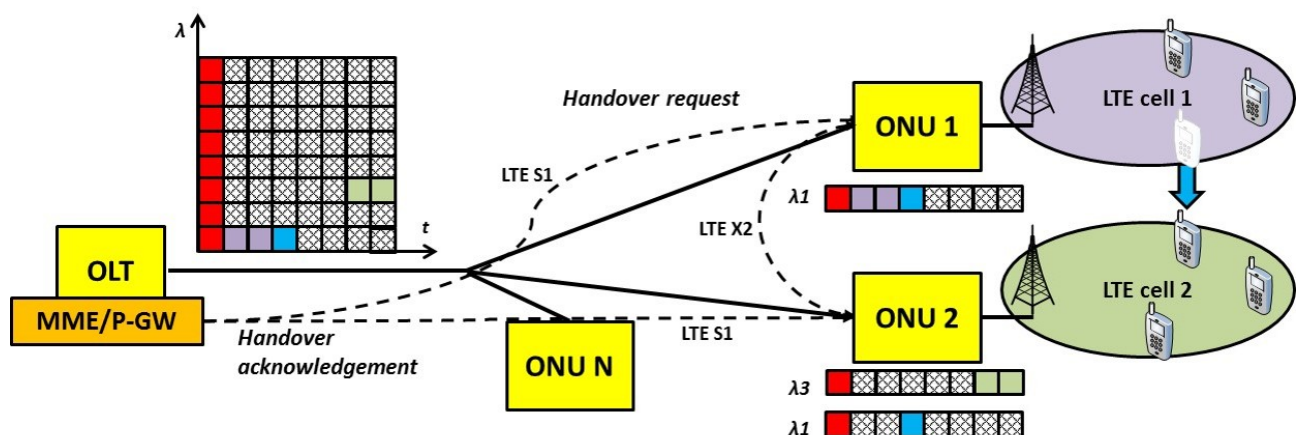 λ
t
Handover request
LTE S1
ONU 1
LTE cell 1
λ1
LTE X2
OLT
MME/P-GW
Handover
acknowledgement
LTE S1
ONU N
ONU 2
LTE cell 2
λ3
λ1